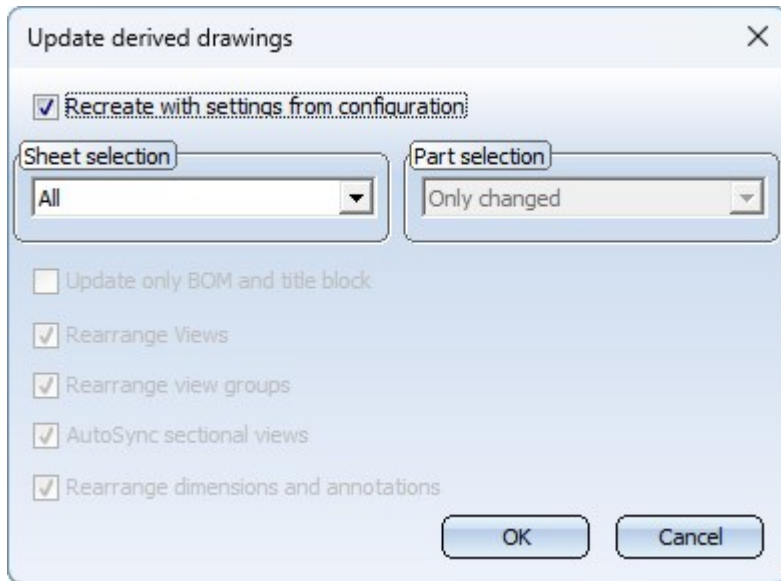 Update derived drawings
Recreate with settings from configuration
Sheet selection
Part selection
All
Only changed
Update only BOM and title block
Rearrange Views
Rearrange view groups
AutoSync sectional views
Rearrange dimensions and annotations
OK
Cancel